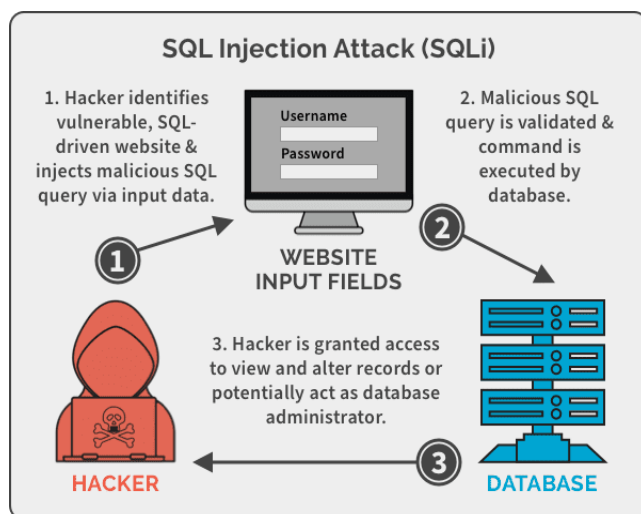 SQL Injection Attack (SQLi)
1. Hacker identifies
vulnerable, SQL-
driven website &
injects malicious SQL
query via input data.
Username
Password
2. Malicious SQL
query is validated &
command is
executed by
database.
1
2
WEBSITE
INPUT FIELDS
3. Hacker is granted access
to view and alter records or
potentially act as database
administrator.
3
HACKER
DATABASE